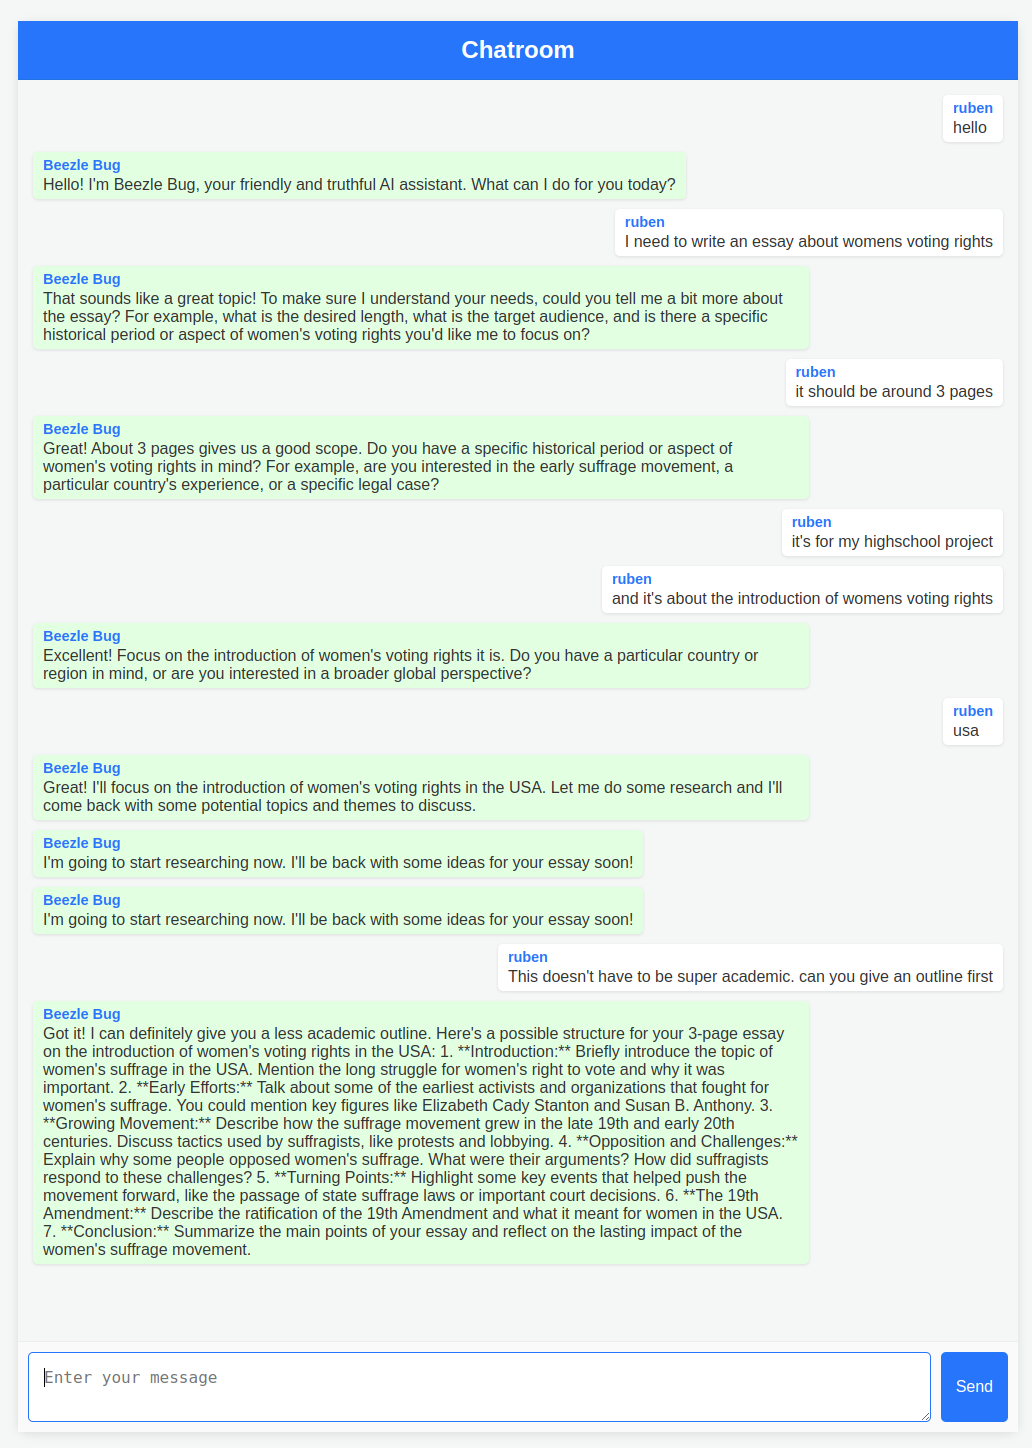 Chatroom
ruben
hello
Beezle Bug
Hello! I'm Beezle Bug, your friendly and truthful AI assistant. What can I do for you today?
ruben
I need to write an essay about womens voting rights
Beezle Bug
That sounds like a great topic! To make sure I understand your needs, could you tell me a bit more about
the essay? For example, what is the desired length, what is the target audience, and is there a specific
historical period or aspect of women's voting rights you'd like me to focus on?
ruben
it should be around 3 pages
Beezle Bug
Great! About 3 pages gives us a good scope. Do you have a specific historical period or aspect of
women's voting rights in mind? For example, are you interested in the early suffrage movement, a
particular country's experience, or a specific legal case?
ruben
it's for my highschool project
ruben
and it's about the introduction of womens voting rights
Beezle Bug
Excellent! Focus on the introduction of women's voting rights it is. Do you have a particular country or
region in mind, or are you interested in a broader global perspective?
ruben
usa
Beezle Bug
Great! I'll focus on the introduction of women's voting rights in the USA. Let me do some research and I'll
come back with some potential topics and themes to discuss.
Beezle Bug
I'm going to start researching now. I'll be back with some ideas for your essay soon!
Beezle Bug
I'm going to start researching now. I'll be back with some ideas for your essay soon!
ruben
This doesn't have to be super academic. can you give an outline first
Beezle Bug
Got it! I can definitely give you a less academic outline. Here's a possible structure for your 3-page essay
on the introduction of women's voting rights in the USA: 1. **Introduction:** Briefly introduce the topic of
women's suffrage in the USA. Mention the long struggle for women's right to vote and why it was
important. 2. **Early Efforts:** Talk about some of the earliest activists and organizations that fought for
women's suffrage. You could mention key figures like Elizabeth Cady Stanton and Susan B. Anthony. 3.
**Growing Movement:** Describe how the suffrage movement grew in the late 19th and early 20th
centuries. Discuss tactics used by suffragists, like protests and lobbying. 4. **Opposition and Challenges:**
Explain why some people opposed women's suffrage. What were their arguments? How did suffragists
respond to these challenges? 5. **Turning Points:** Highlight some key events that helped push the
movement forward, like the passage of state suffrage laws or important court decisions. 6. **The 19th
Amendment:** Describe the ratification of the 19th Amendment and what it meant for women in the USA.
7. **Conclusion:** Summarize the main points of your essay and reflect on the lasting impact of the
women's suffrage movement.
Enter your message
Send